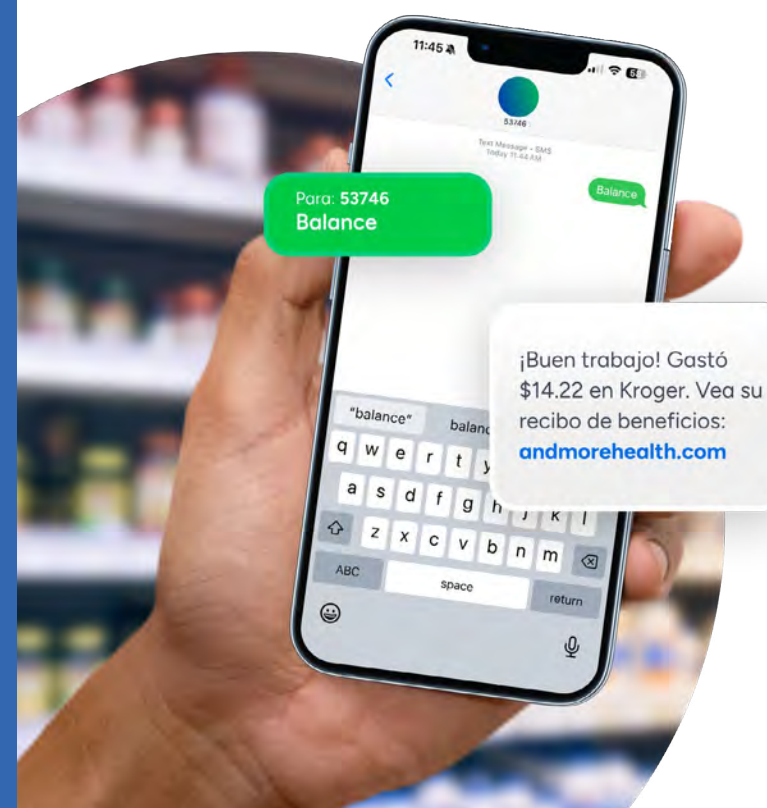 11:45
53746
Text Message • SMS
Today 11:44 AM
Balance
Para: 53746
Balance
¡Buen trabajo! Gastó
$14.22 en Kroger. Vea su
recibo de beneficios:
andmorehealth.com
"balance"
q w e r t y
a s d f g h j k l
z x c v b n m
ABC
space
return